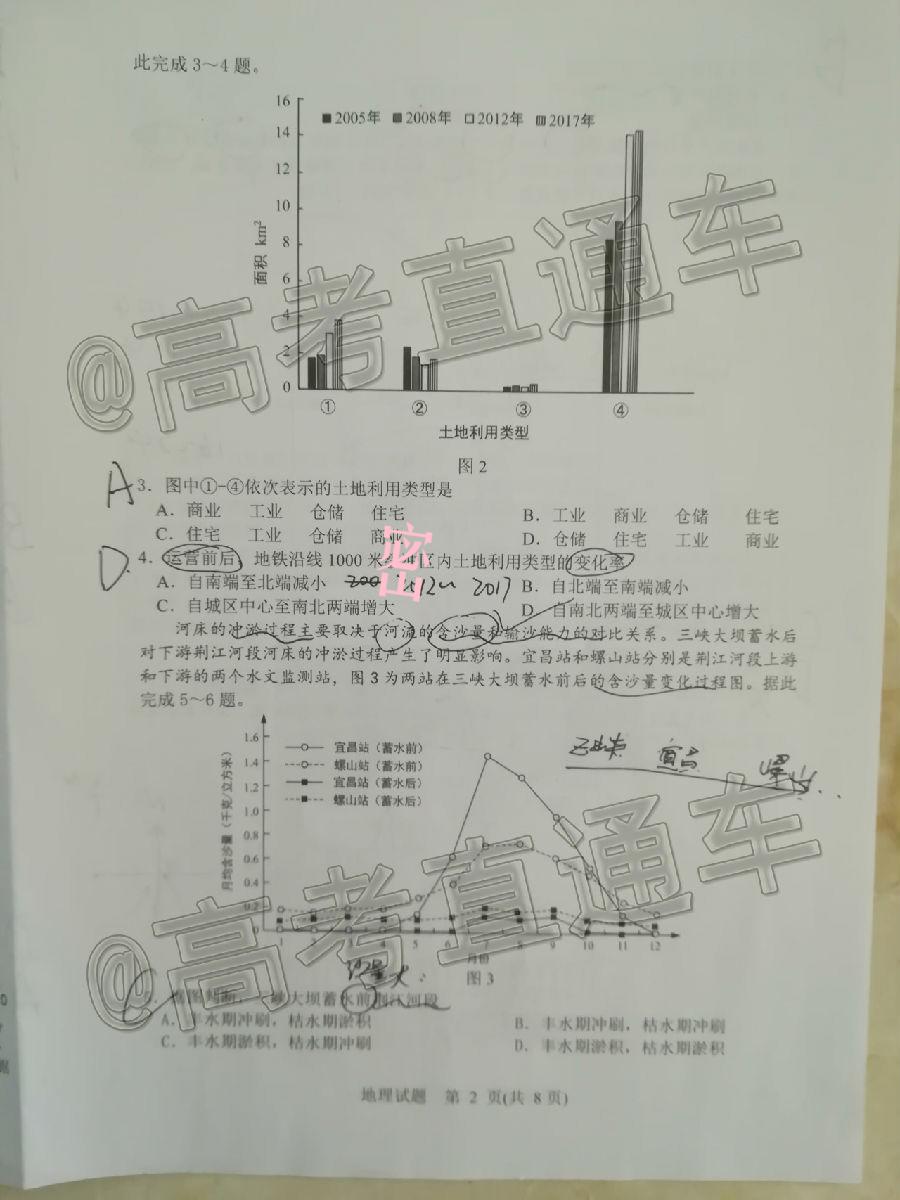 此完成3～4题。
16
14
12
10
8
6
4
2
0
面积 km²
■2005年 ■2008年 □2012年 ▥2017年
① ② ③ ④
土地利用类型
图2
A
3．图中①-④依次表示的土地利用类型是
A．商业 工业 仓储 住宅
B．工业 商业 仓储 住宅
C．住宅 工业 仓储 商业
D．仓储 住宅 工业 商业
D
4．运营前后，地铁沿线1000米 区内土地利用类型的变化率
A．自南端至北端减小
2012 2017
B．自北端至南端减小
C．自城区中心至南北两端增大
D．自南北两端至城区中心增大
河床的冲淤过程主要取决于河流的含沙量和输沙能力的对比关系。三峡大坝蓄水后
对下游荆江河段河床的冲淤过程产生了明显影响。宜昌站和螺山站分别是荆江河段上游
和下游的两个水文监测站，图3为两站在三峡大坝蓄水前后的含沙量变化过程图。据此
完成5～6题。
月均含沙量（千克/立方米）
1.6
1.4
1.2
1.0
0.8
0.6
0.4
0.2
0
宜昌站（蓄水前）
螺山站（蓄水前）
宜昌站（蓄水后）
螺山站（蓄水后）
1 2 3 4 5 6 7 8 9 10 11 12
月份
图3
大坝蓄水前荆江河段
A．丰水期冲刷，枯水期淤积
B．丰水期冲刷，枯水期冲刷
C．丰水期淤积，枯水期冲刷
D．丰水期淤积，枯水期淤积
地理试题 第 2 页(共 8 页)
@高考直通车
@高考直通车
密